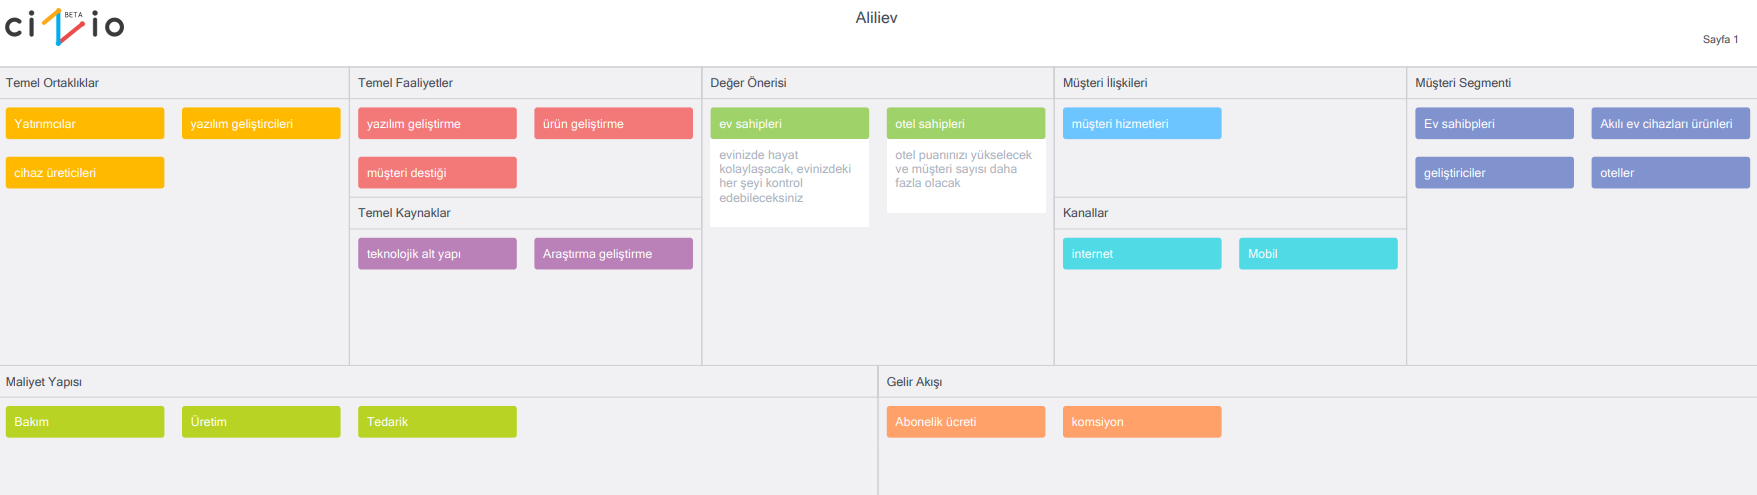 cinio
BETA
Aliliev
Sayfa 1
Temel Ortaklıklar
Yatırımcılar
yazılım geliştircileri
cihaz üreticileri
Temel Faaliyetler
yazılım geliştirme
ürün geliştirme
müşteri destiği
Temel Kaynaklar
teknolojik alt yapı
Araştırma geliştirme
Değer Önerisi
ev sahipleri
evinizde hayat
kolaylaşacak, evinizdeki
her şeyi kontrol
edebileceksiniz
otel sahipleri
otel puanınızı yükselecek
ve müşteri sayısı daha
fazla olacak
Müşteri İlişkileri
müşteri hizmetleri
Kanallar
internet
Mobil
Müşteri Segmenti
Ev sahibpleri
Akılı ev cihazları ürünleri
geliştiriciler
oteller
Maliyet Yapısı
Bakım
Üretim
Tedarik
Gelir Akışı
Abonelik ücreti
komsiyon